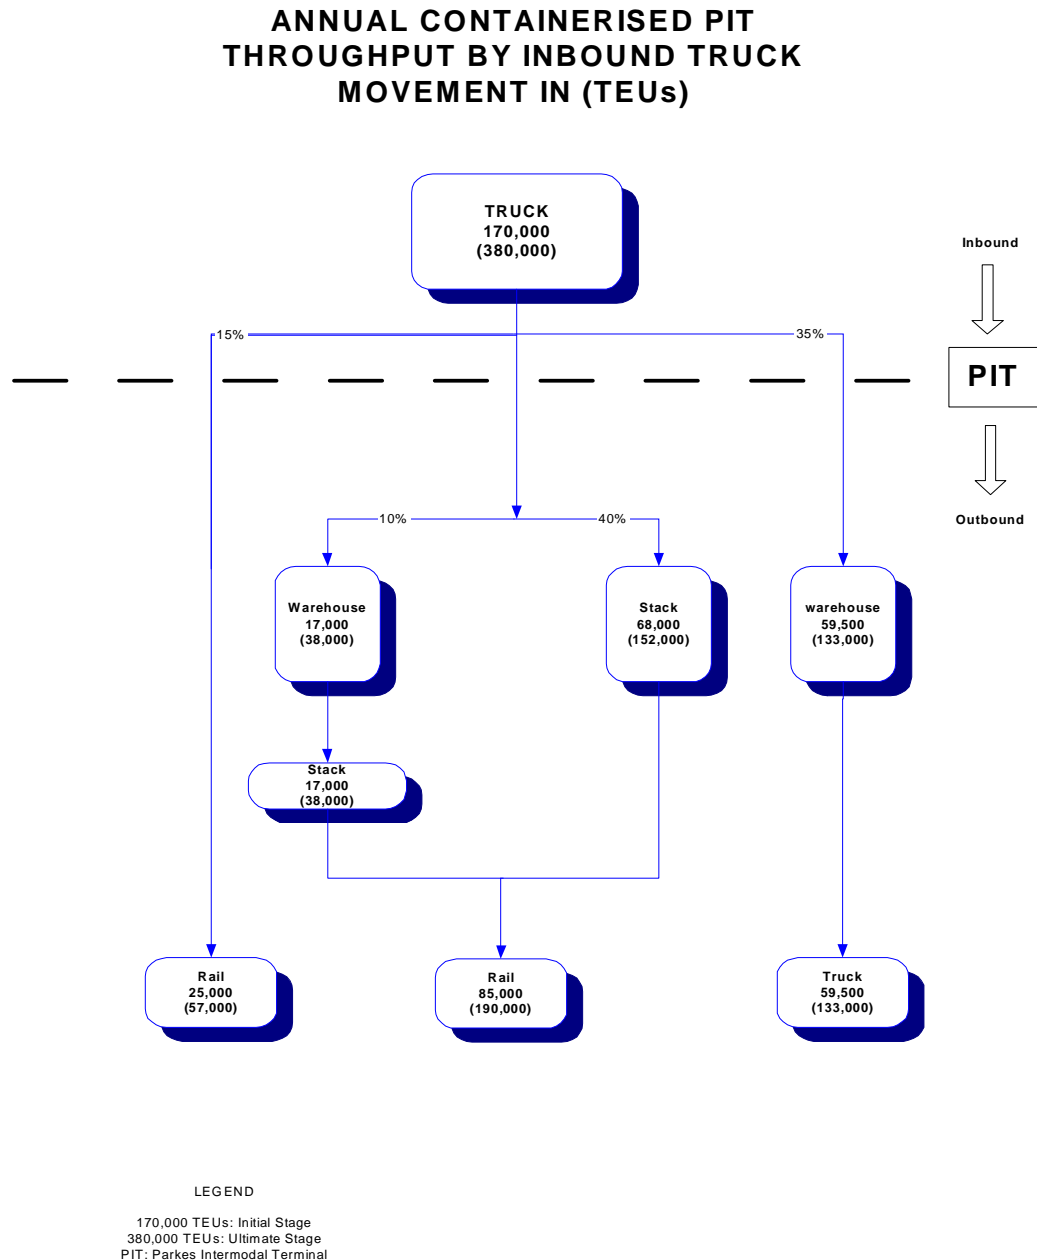 ANNUAL CONTAINERISED PIT
THROUGHPUT BY INBOUND TRUCK
MOVEMENT IN (TEUs)
TRUCK
170,000
(380,000)
Inbound
15%
35%
PIT
10%
40%
Outbound
Warehouse
17,000
(38,000)
Stack
68,000
(152,000)
warehouse
59,500
(133,000)
Stack
17,000
(38,000)
Rail
25,000
(57,000)
Rail
85,000
(190,000)
Truck
59,500
(133,000)
LEGEND
170,000 TEUs: Initial Stage
380,000 TEUs: Ultimate Stage
PIT: Parkes Intermodal Terminal